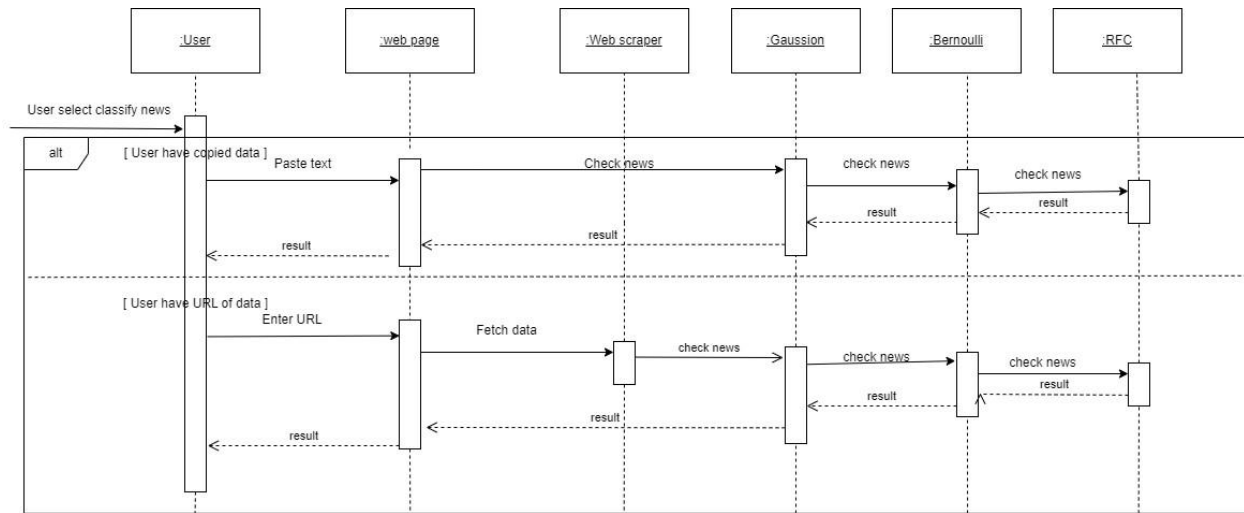 :User
:web page
:Web scraper
:Gaussion
:Bernoulli
:RFC
User select classify news
alt
[ User have copied data ]
Paste text
Check news
check news
check news
result
result
result
result
[ User have URL of data ]
Enter URL
Fetch data
check news
check news
check news
result
result
result
result